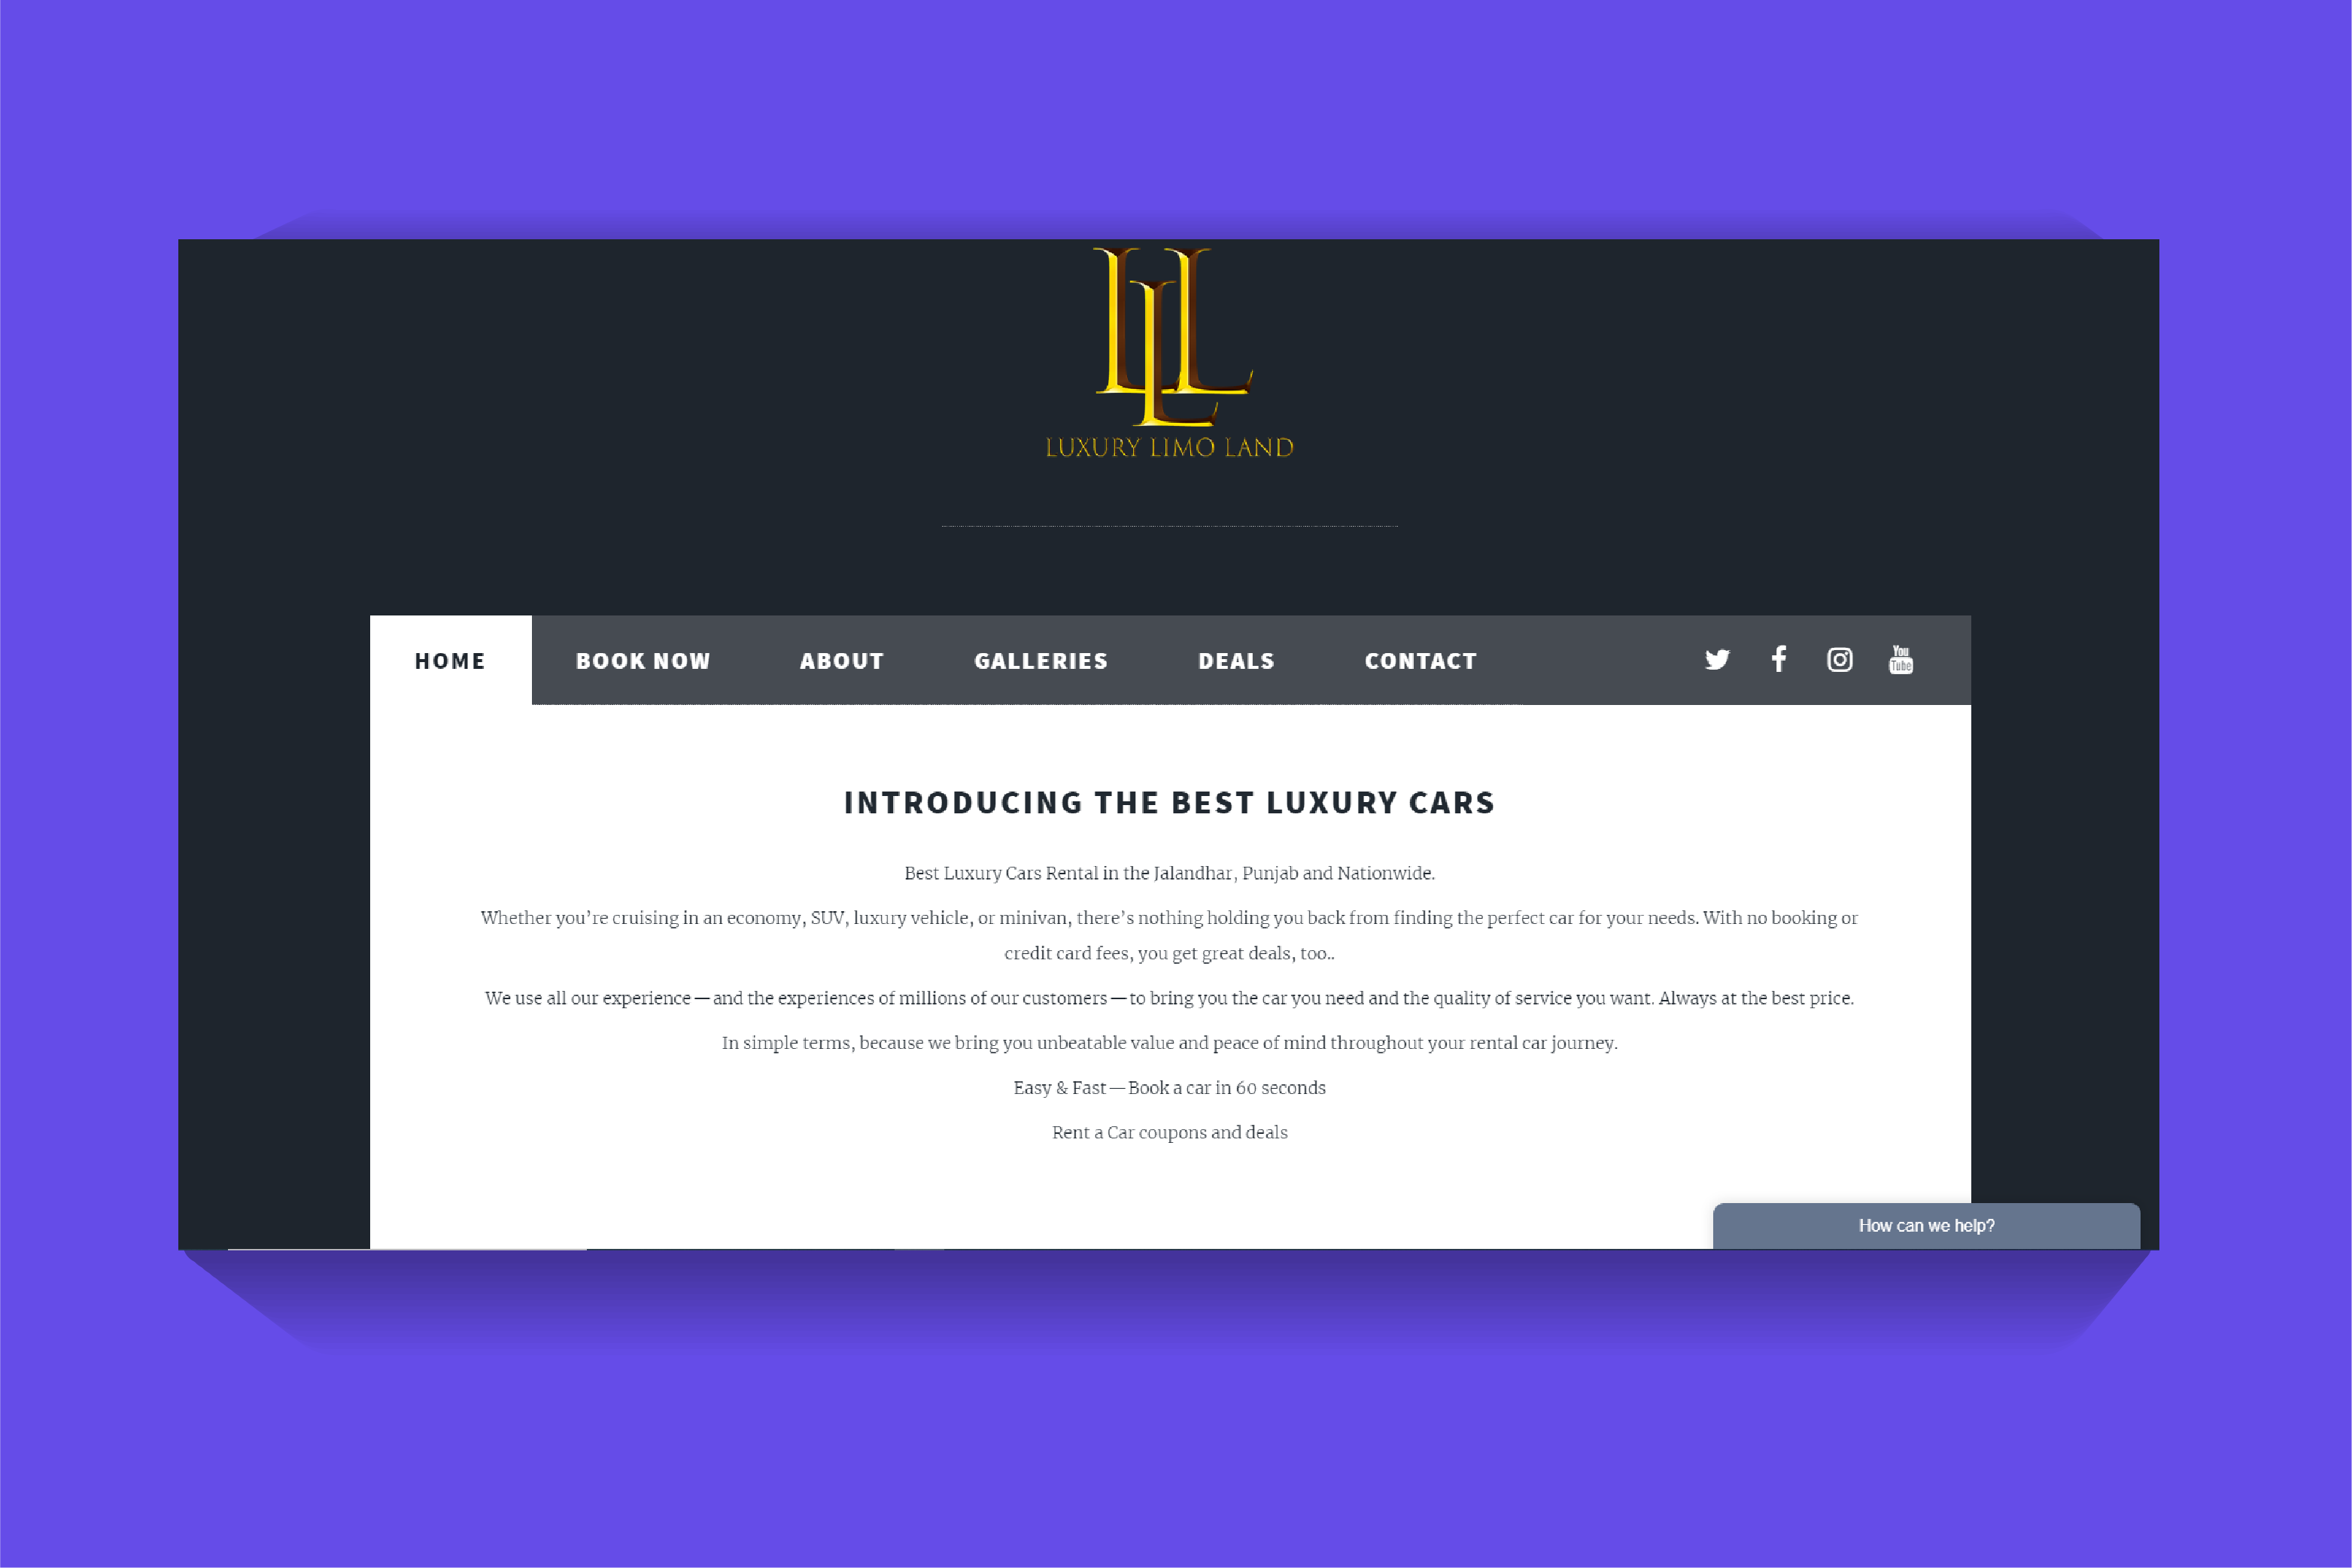 LLL
LUXURY LIMO LAND
HOME BOOK NOW ABOUT GALLERIES DEALS CONTACT You Tube
INTRODUCING THE BEST LUXURY CARS
Best Luxury Cars Rental in the Jalandhar, Punjab and Nationwide.
Whether you’re cruising in an economy, SUV, luxury vehicle, or minivan, there’s nothing holding you back from finding the perfect car for your needs. With no booking or
credit card fees, you get great deals, too..
We use all our experience — and the experiences of millions of our customers — to bring you the car you need and the quality of service you want. Always at the best price.
In simple terms, because we bring you unbeatable value and peace of mind throughout your rental car journey.
Easy & Fast — Book a car in 60 seconds
Rent a Car coupons and deals
How can we help?